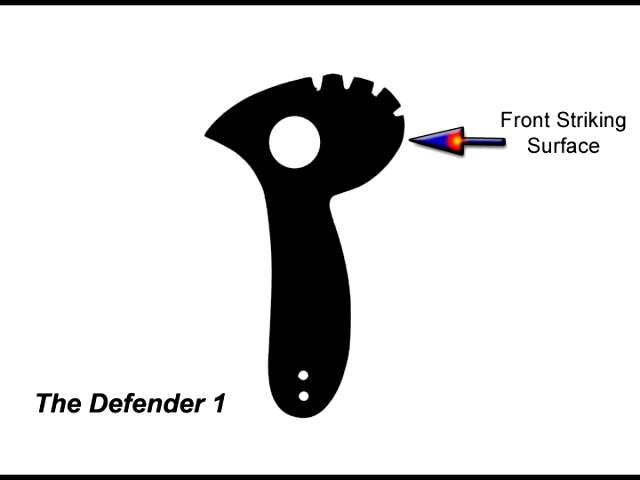 Front Striking
Surface
The Defender 1